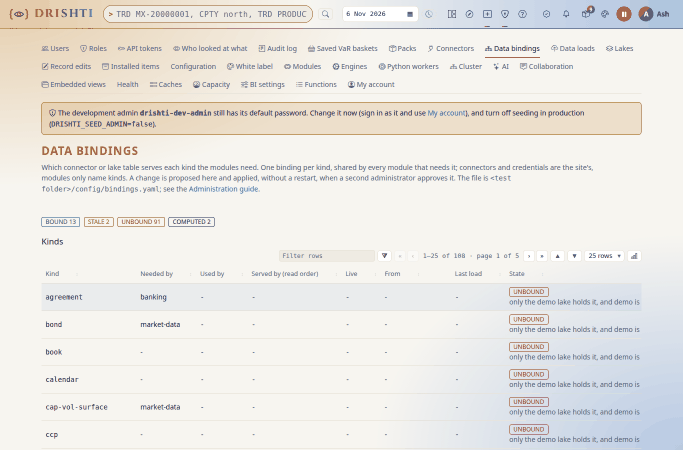 DRISHTI
> TRD MX-20000001, CPTY north, TRD PRODUC
6 Nov 2026
Ash
Users Roles API tokens Who looked at what Audit log Saved VaR baskets Packs Connectors Data bindings Data loads Lakes
Record edits Installed items Configuration White label Modules Engines Python workers Cluster AI Collaboration
Embedded views Health Caches Capacity BI settings Functions My account
The development admin drishti-dev-admin still has its default password. Change it now (sign in as it and use My account), and turn off seeding in production
(DRISHTI_SEED_ADMIN=false).
DATA BINDINGS
Which connector or lake table serves each kind the modules need. One binding per kind, shared by every module that needs it; connectors and credentials are the site's,
modules only name kinds. A change is proposed here and applied, without a restart, when a second administrator approves it. The file is <test
folder>/config/bindings.yaml; see the Administration guide.
BOUND 13 STALE 2 UNBOUND 91 COMPUTED 2
Kinds
Filter rows 1–25 of 108 · page 1 of 5 25 rows
Kind Needed by Used by Served by (read order) Live From Last load State
agreement banking - - - - - UNBOUND
only the demo lake holds it, and demo is
bond market-data - - - - - UNBOUND
only the demo lake holds it, and demo is
book - - - - - - UNBOUND
only the demo lake holds it, and demo is
calendar - - - - - - UNBOUND
only the demo lake holds it, and demo is
cap-vol-surface market-data - - - - - UNBOUND
only the demo lake holds it, and demo is
ccp - - - - - - UNBOUND
only the demo lake holds it, and demo is